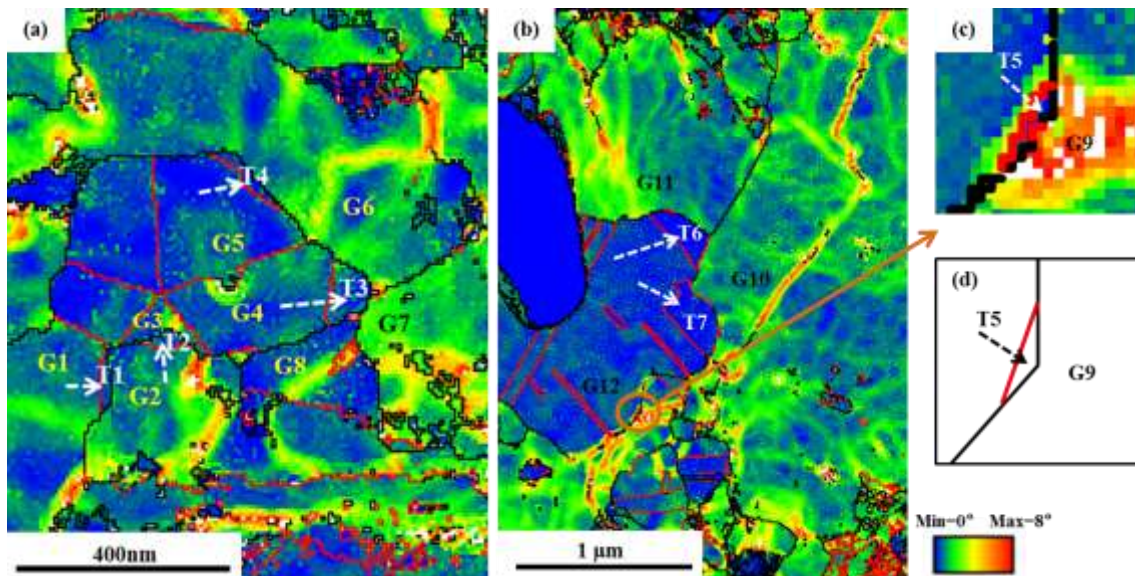 (a)
T4
G6
G5
T3
G4
G3
G7
G1
T2
G8
T1
G2
400nm
(b)
G11
T6
G10
T7
G12
1 μm
(c)
T5
G9
(d)
T5
G9
Min=0° Max=8°